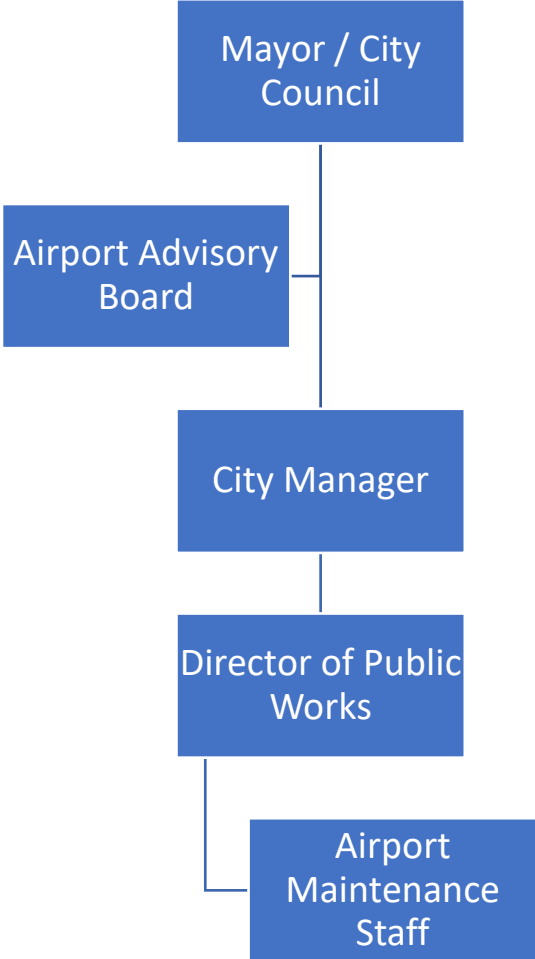 Mayor / City
Council
Airport Advisory
Board
City Manager
Director of Public
Works
Airport
Maintenance
Staff